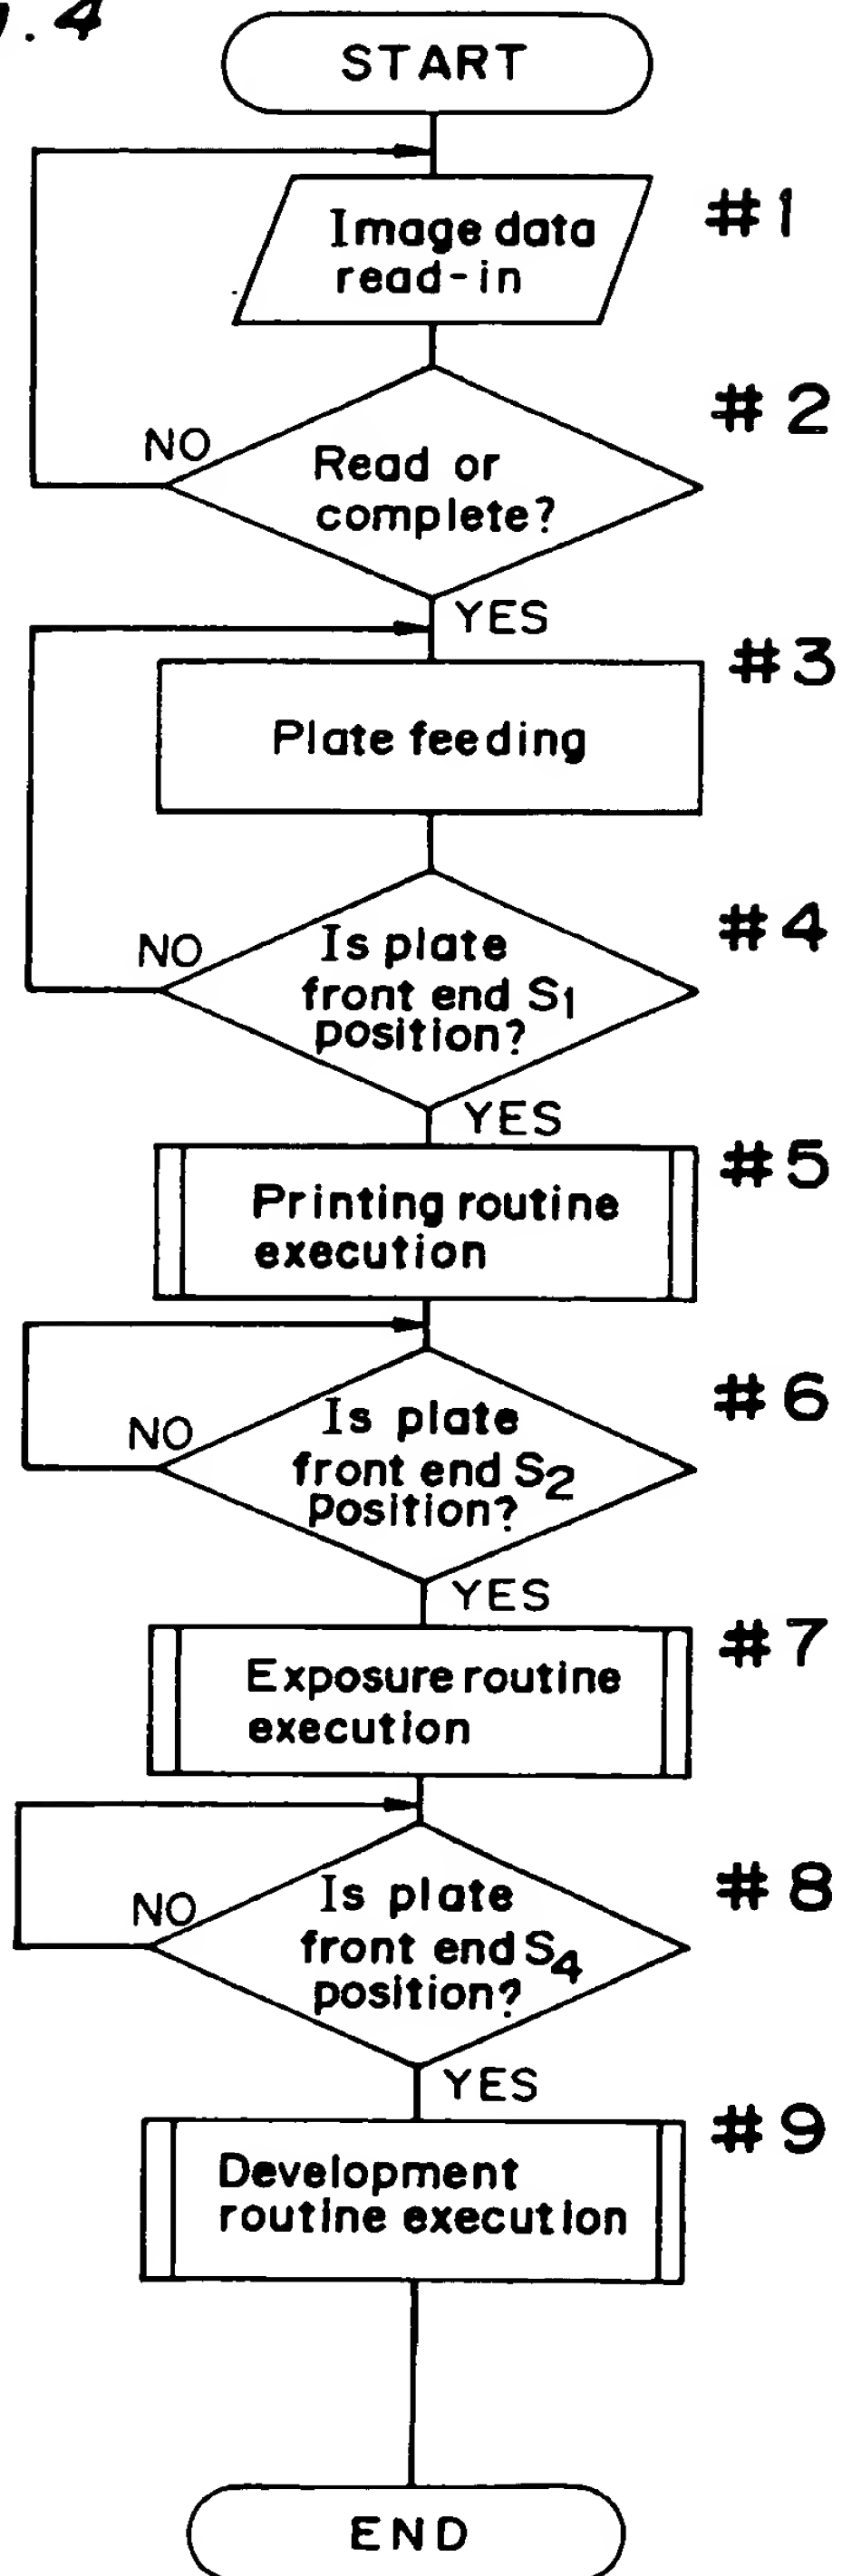 . 4
START
Image data
read-in
#1
#2
NO
Read or
complete?
YES
#3
Plate feeding
#4
NO
Is plate
front end S1
position?
YES
#5
Printing routine
execution
#6
NO
Is plate
front end S2
Position?
YES
#7
Exposure routine
execution
#8
NO
Is plate
front end S4
position?
YES
#9
Development
routine execution
END